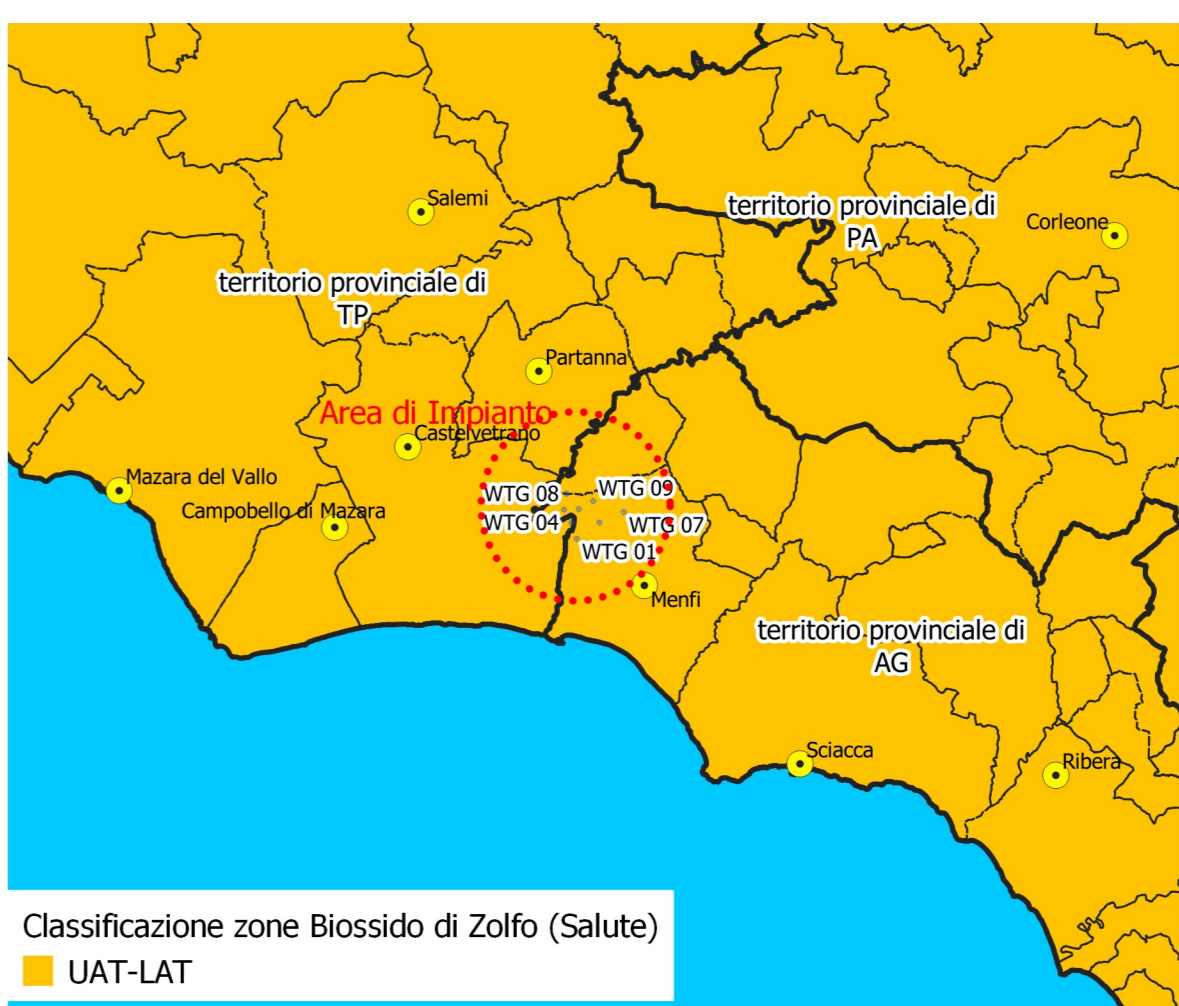 Salemi
territorio provinciale di
PA
Corleone
territorio provinciale di
TP
Partanna
Area di Impianto
Castelvetrano
Mazara del Vallo
Campobello di Mazara
WTG 08
WTG 09
WTG 04
WTG 07
WTG 01
Menfi
territorio provinciale di
AG
Sciacca
Ribera
Classificazione zone Biossido di Zolfo (Salute)
UAT-LAT